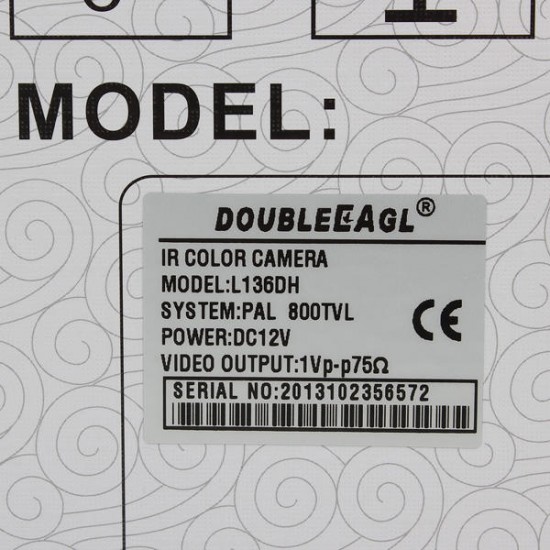 MODEL:
DOUBLEEAGL®
IR COLOR CAMERA
MODEL:L136DH
SYSTEM:PAL 800TVL
CE
POWER:DC12V
VIDEO OUTPUT:1Vp-p75Ω
SERIAL NO:2013102356572